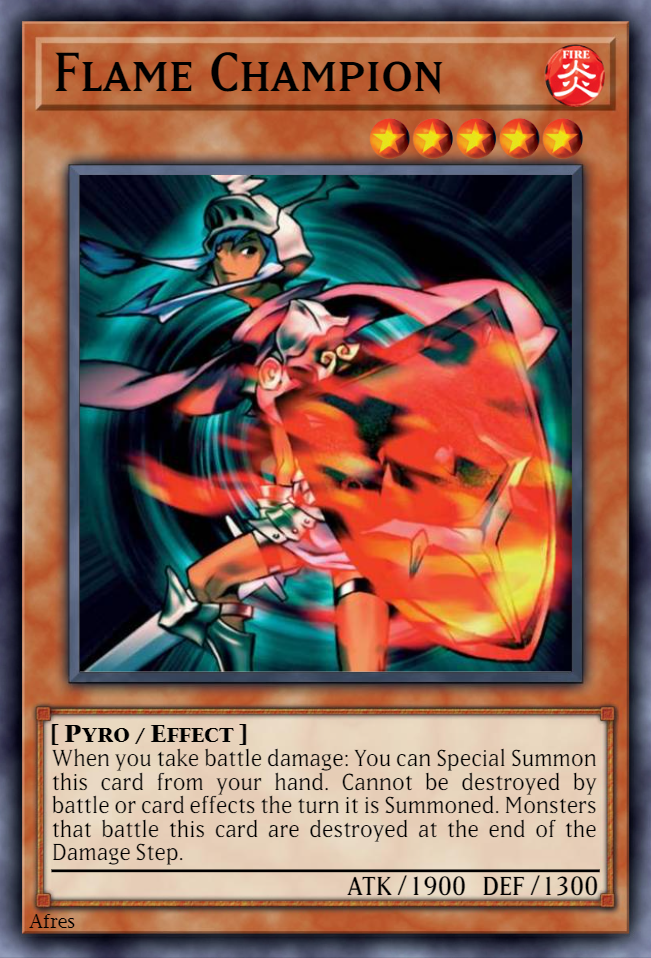 Flame Champion
FIRE
炎
[ Pyro / Effect ]
When you take battle damage: You can Special Summon
this card from your hand. Cannot be destroyed by
battle or card effects the turn it is Summoned. Monsters
that battle this card are destroyed at the end of the
Damage Step.
ATK / 1900 DEF / 1300
Afres